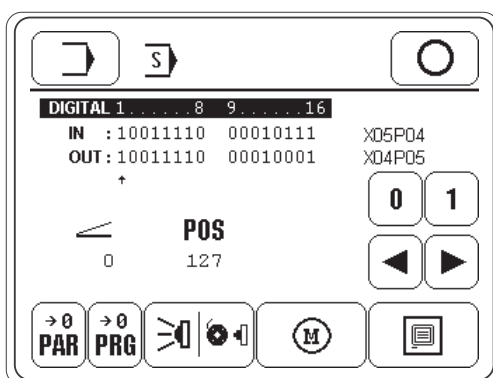 S
DIGITAL 1......8 9......16
IN :10011110 00010111 X05P04
OUT:10011110 00010001 X04P05
↑
0 1
POS
0 127
→0 PAR
→0 PRG
M